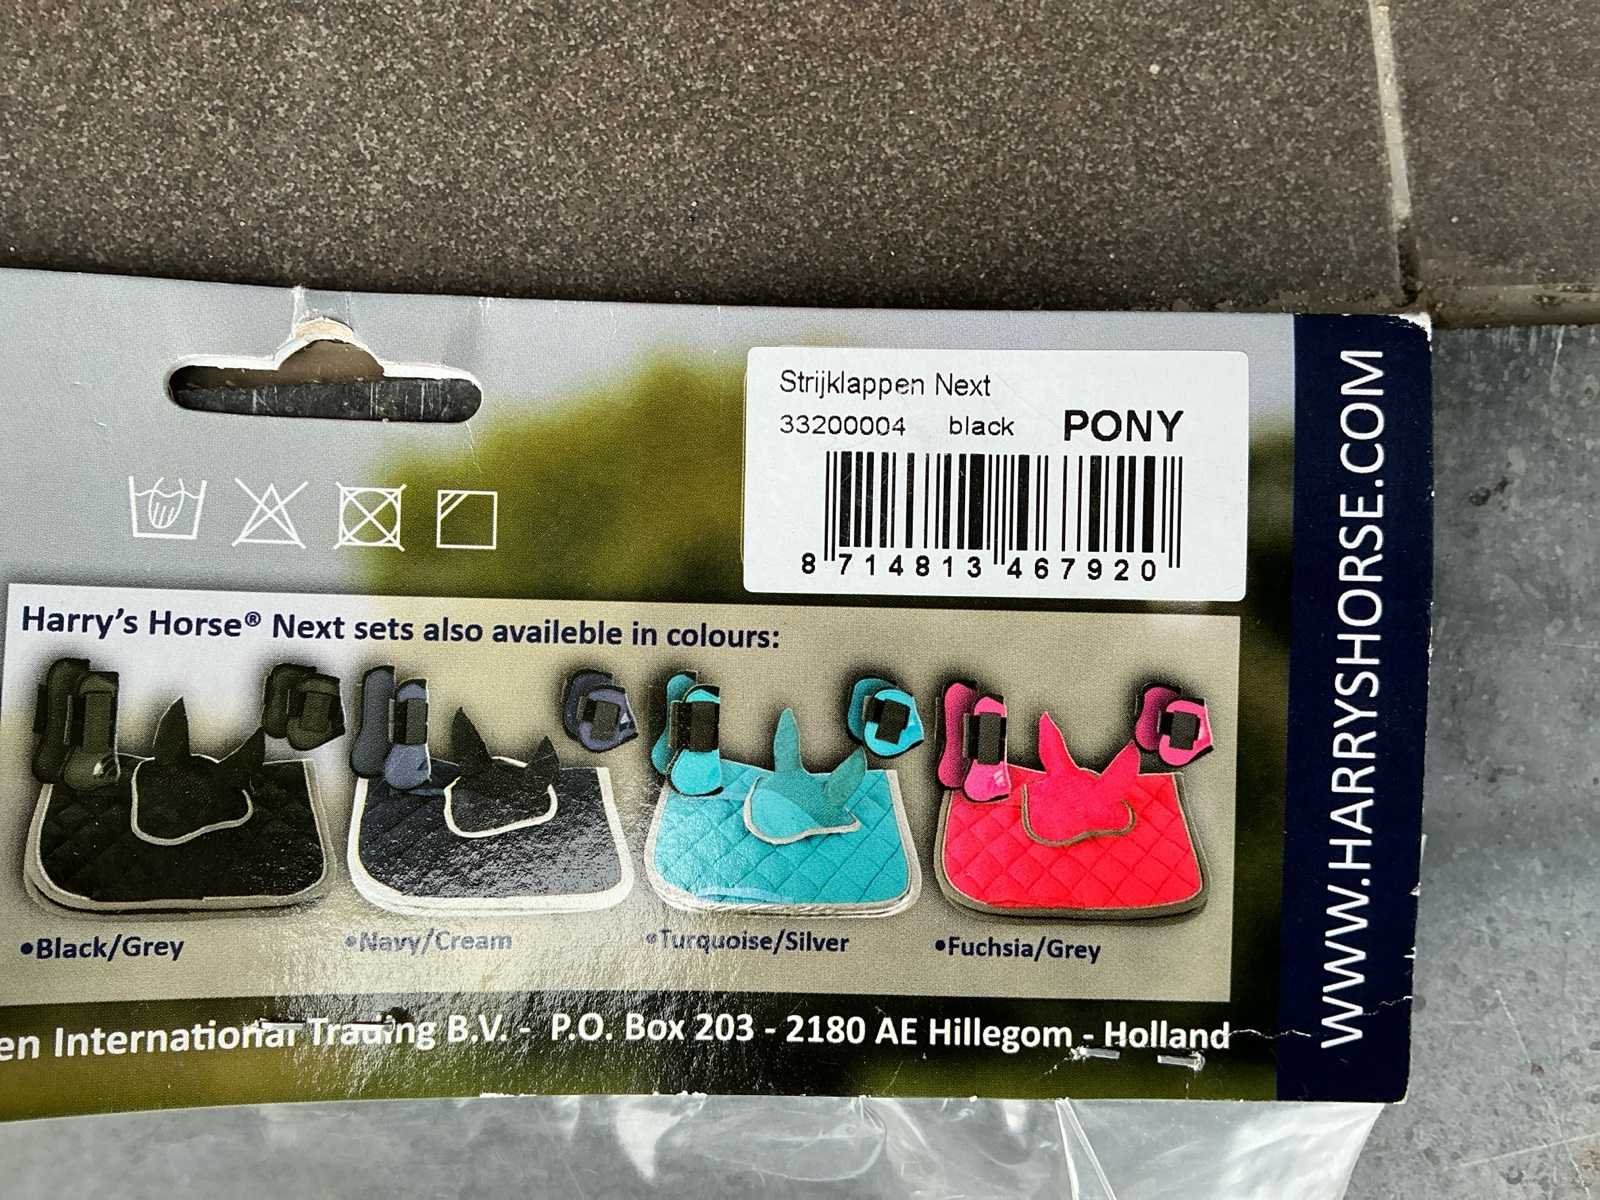 Strijklappen Next
33200004 black PONY
8 714813 467920
Harry's Horse® Next sets also availeble in colours:
•Black/Grey •Navy/Cream •Turquoise/Silver •Fuchsia/Grey
International Trading B.V. - P.O. Box 203 - 2180 AE Hillegom - Holland
WWW.HARRYSHORSE.COM